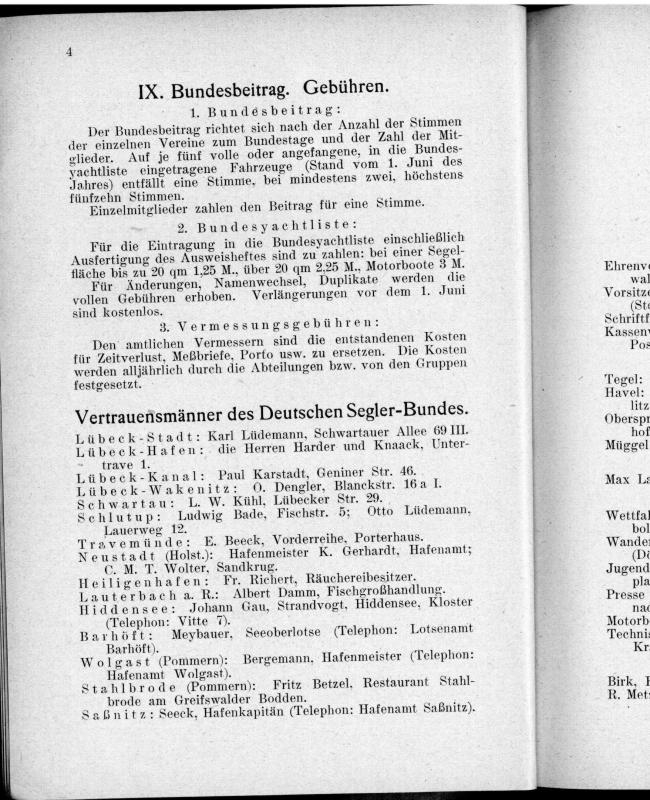 4
IX. Bundesbeitrag. Gebühren.
1. Bundesbeitrag:
Der Bundesbeitrag richtet sich nach der Anzahl der Stimmen
der einzelnen Vereine zum Bundestage und der Zahl der Mit-
glieder. Auf je fünf volle oder angefangene, in die Bundes-
yachtliste eingetragene Fahrzeuge (Stand vom 1. Juni des
Jahres) entfällt eine Stimme, bei mindestens zwei, höchstens
fünfzehn Stimmen.
Einzelmitglieder zahlen den Beitrag für eine Stimme.
2. Bundesyachtliste:
Für die Eintragung in die Bundesyachtliste einschließlich
Ausfertigung des Ausweisheftes sind zu zahlen: bei einer Segel-
fläche bis zu 20 qm 1,25 M., über 20 qm 2,25 M., Motorboote 3 M.
Für Änderungen, Namenwechsel, Duplikate werden die
vollen Gebühren erhoben. Verlängerungen vor dem 1. Juni
sind kostenlos.
3. Vermessungsgebühren:
Den amtlichen Vermessern sind die entstandenen Kosten
für Zeitverlust, Meßbriefe, Porto usw. zu ersetzen. Die Kosten
werden alljährlich durch die Abteilungen bzw. von den Gruppen
festgesetzt.
Vertrauensmänner des Deutschen Segler-Bundes.
Lübeck-Stadt: Karl Lüdemann, Schwartauer Allee 69 III.
Lübeck-Hafen: die Herren Harder und Knaack, Unter-
trave 1.
Lübeck-Kanal: Paul Karstadt, Geniner Str. 46.
Lübeck-Wakenitz: O. Dengler, Blanckstr. 16 a I.
Schwartau: L. W. Kühl, Lübecker Str. 29.
Schlutup: Ludwig Bade, Fischstr. 5; Otto Lüdemann,
Lauerweg 12.
Travemünde: E. Beeck, Vorderreihe, Porterhaus.
Neustadt (Holst.): Hafenmeister K. Gerhardt, Hafenamt;
C. M. T. Wolter, Sandkrug.
Heiligenhafen: Fr. Richert, Räuchereibesitzer.
Lauterbach a. R.: Albert Damm, Fischgroßhandlung.
Hiddensee: Johann Gau, Strandvogt, Hiddensee, Kloster
(Telephon: Vitte 7).
Barhöft: Meybauer, Seeoberlotse (Telephon: Lotsenamt
Barhöft).
Wolgast (Pommern): Bergemann, Hafenmeister (Telephon:
Hafenamt Wolgast).
Stahlbrode (Pommern): Fritz Betzel, Restaurant Stahl-
brode am Greifswalder Bodden.
Saßnitz: Seeck, Hafenkapitän (Telephon: Hafenamt Saßnitz).
Tegel:
Havel:
Müggel
Max
Presse
Birk,